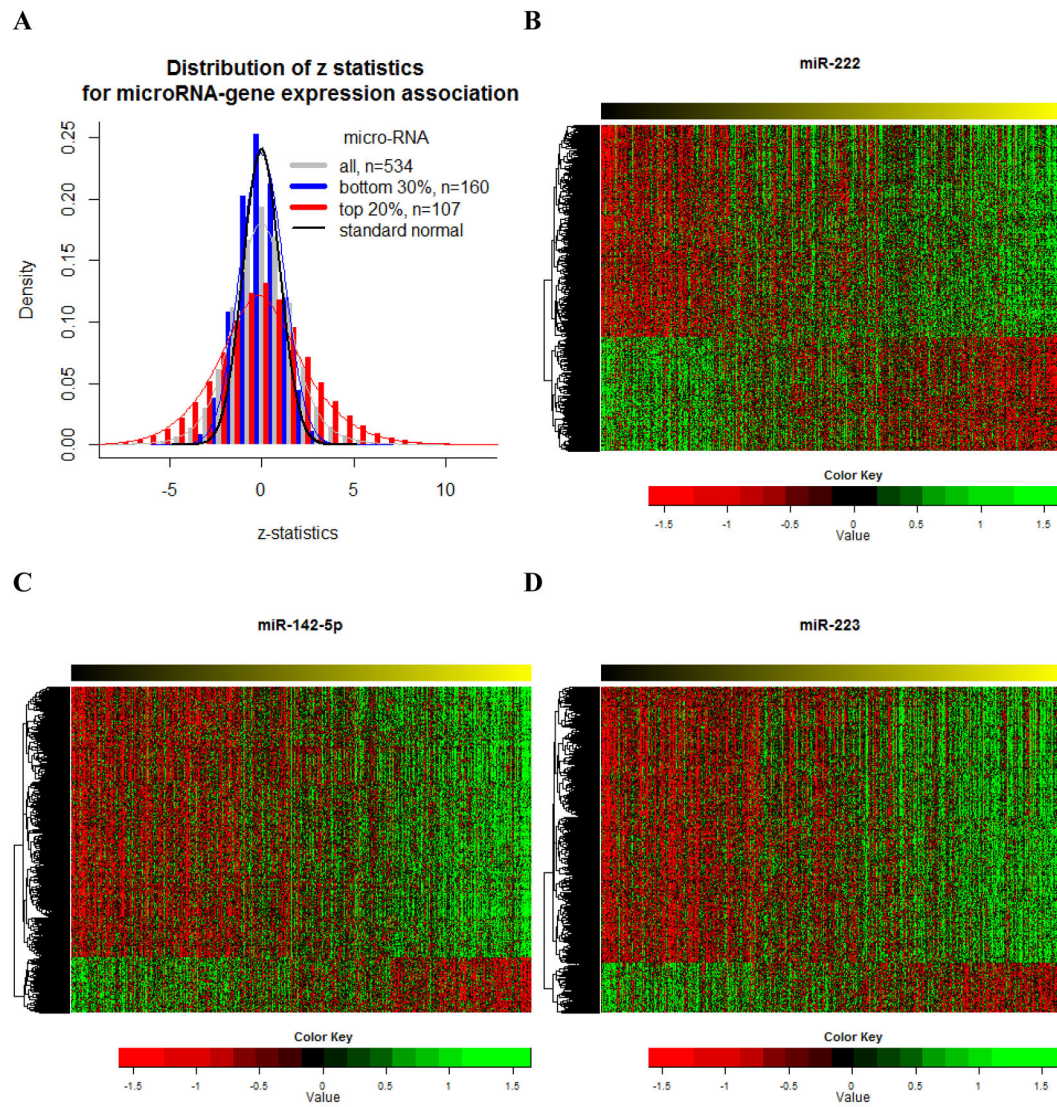 A
Distribution of z statistics
for microRNA-gene expression association
micro-RNA
all, n=534
bottom 30%, n=160
top 20%, n=107
standard normal
Density
0.00
0.05
0.10
0.15
0.20
0.25
-5
0
5
10
z-statistics
B
miR-222
Color Key
-1.5
-1
-0.5
0
0.5
1
1.5
Value
C
miR-142-5p
Color Key
-1.5
-1
-0.5
0
0.5
1
1.5
Value
D
miR-223
Color Key
-1.5
-1
-0.5
0
0.5
1
1.5
Value